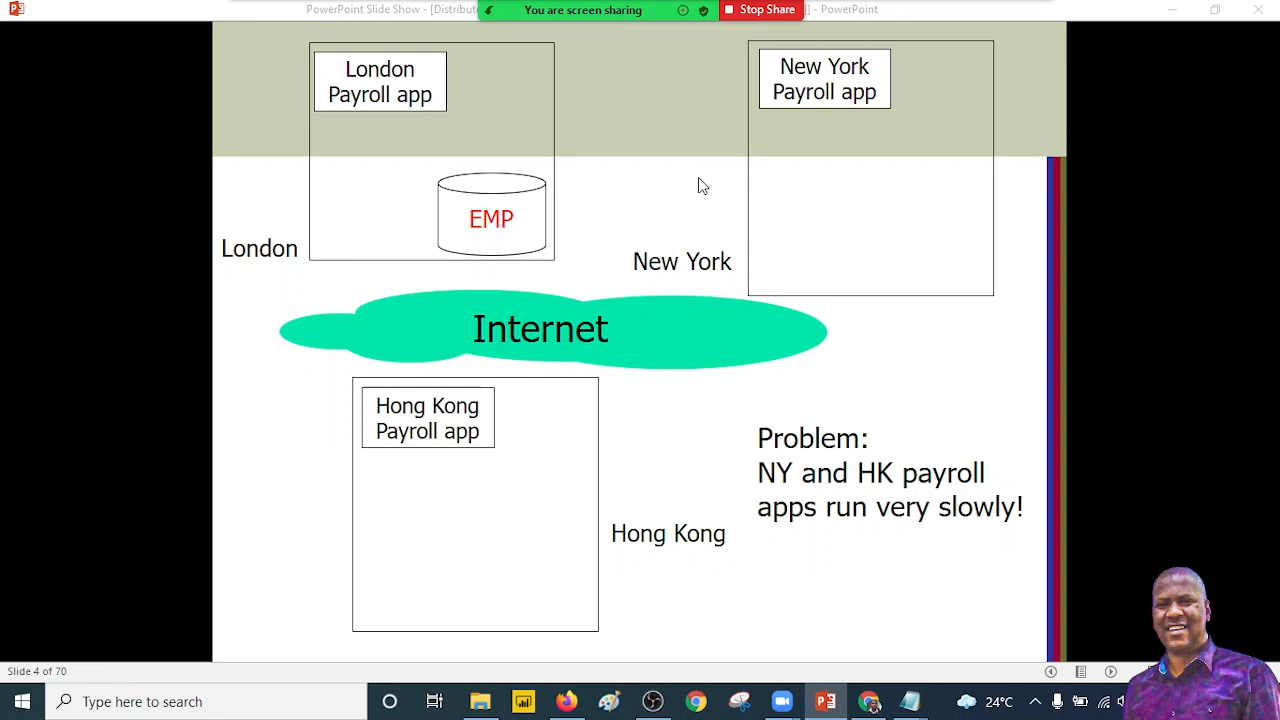 PowerPoint Slide Show - [Distribute
You are screen sharing
Stop Share
]] - PowerPoint
London
Payroll app
New York
Payroll app
EMP
London
New York
Internet
Hong Kong
Payroll app
Problem:
NY and HK payroll
apps run very slowly!
Hong Kong
Slide 4 of 70
Type here to search
24°C